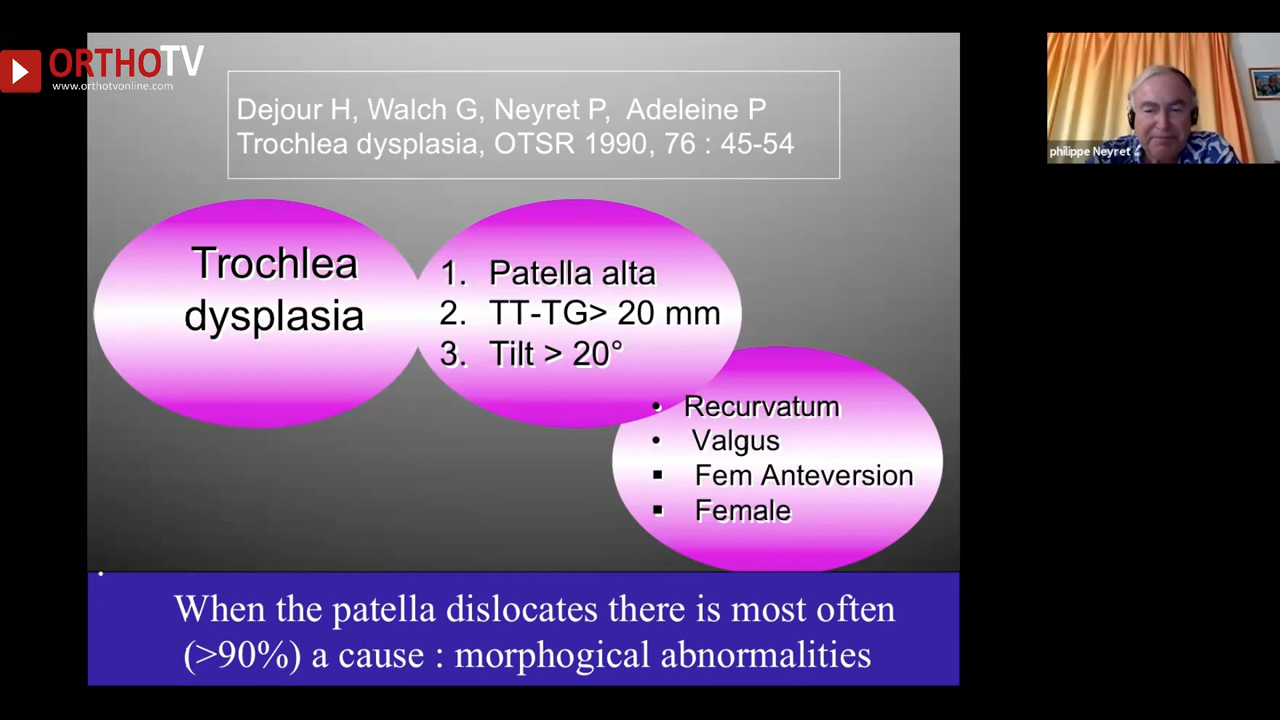 ORTHOTV
www.orthotvonline.com
Dejour H, Walch G, Neyret P, Adeleine P
Trochlea dysplasia, OTSR 1990, 76 : 45-54
philippe Neyret
Trochlea
dysplasia
1. Patella alta
2. TT-TG> 20 mm
3. Tilt > 20°
• Recurvatum
• Valgus
▪ Fem Anteversion
▪ Female
When the patella dislocates there is most often
(>90%) a cause : morphogical abnormalities